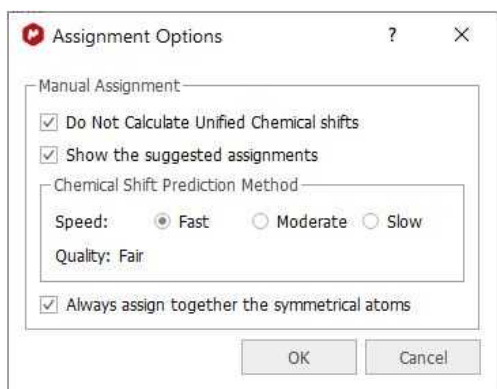 Assignment Options
?
Manual Assignment
Do Not Calculate Unified Chemical shifts
Show the suggested assignments
Chemical Shift Prediction Method
Speed: Fast Moderate Slow
Quality: Fair
Always assign together the symmetrical atoms
OK Cancel